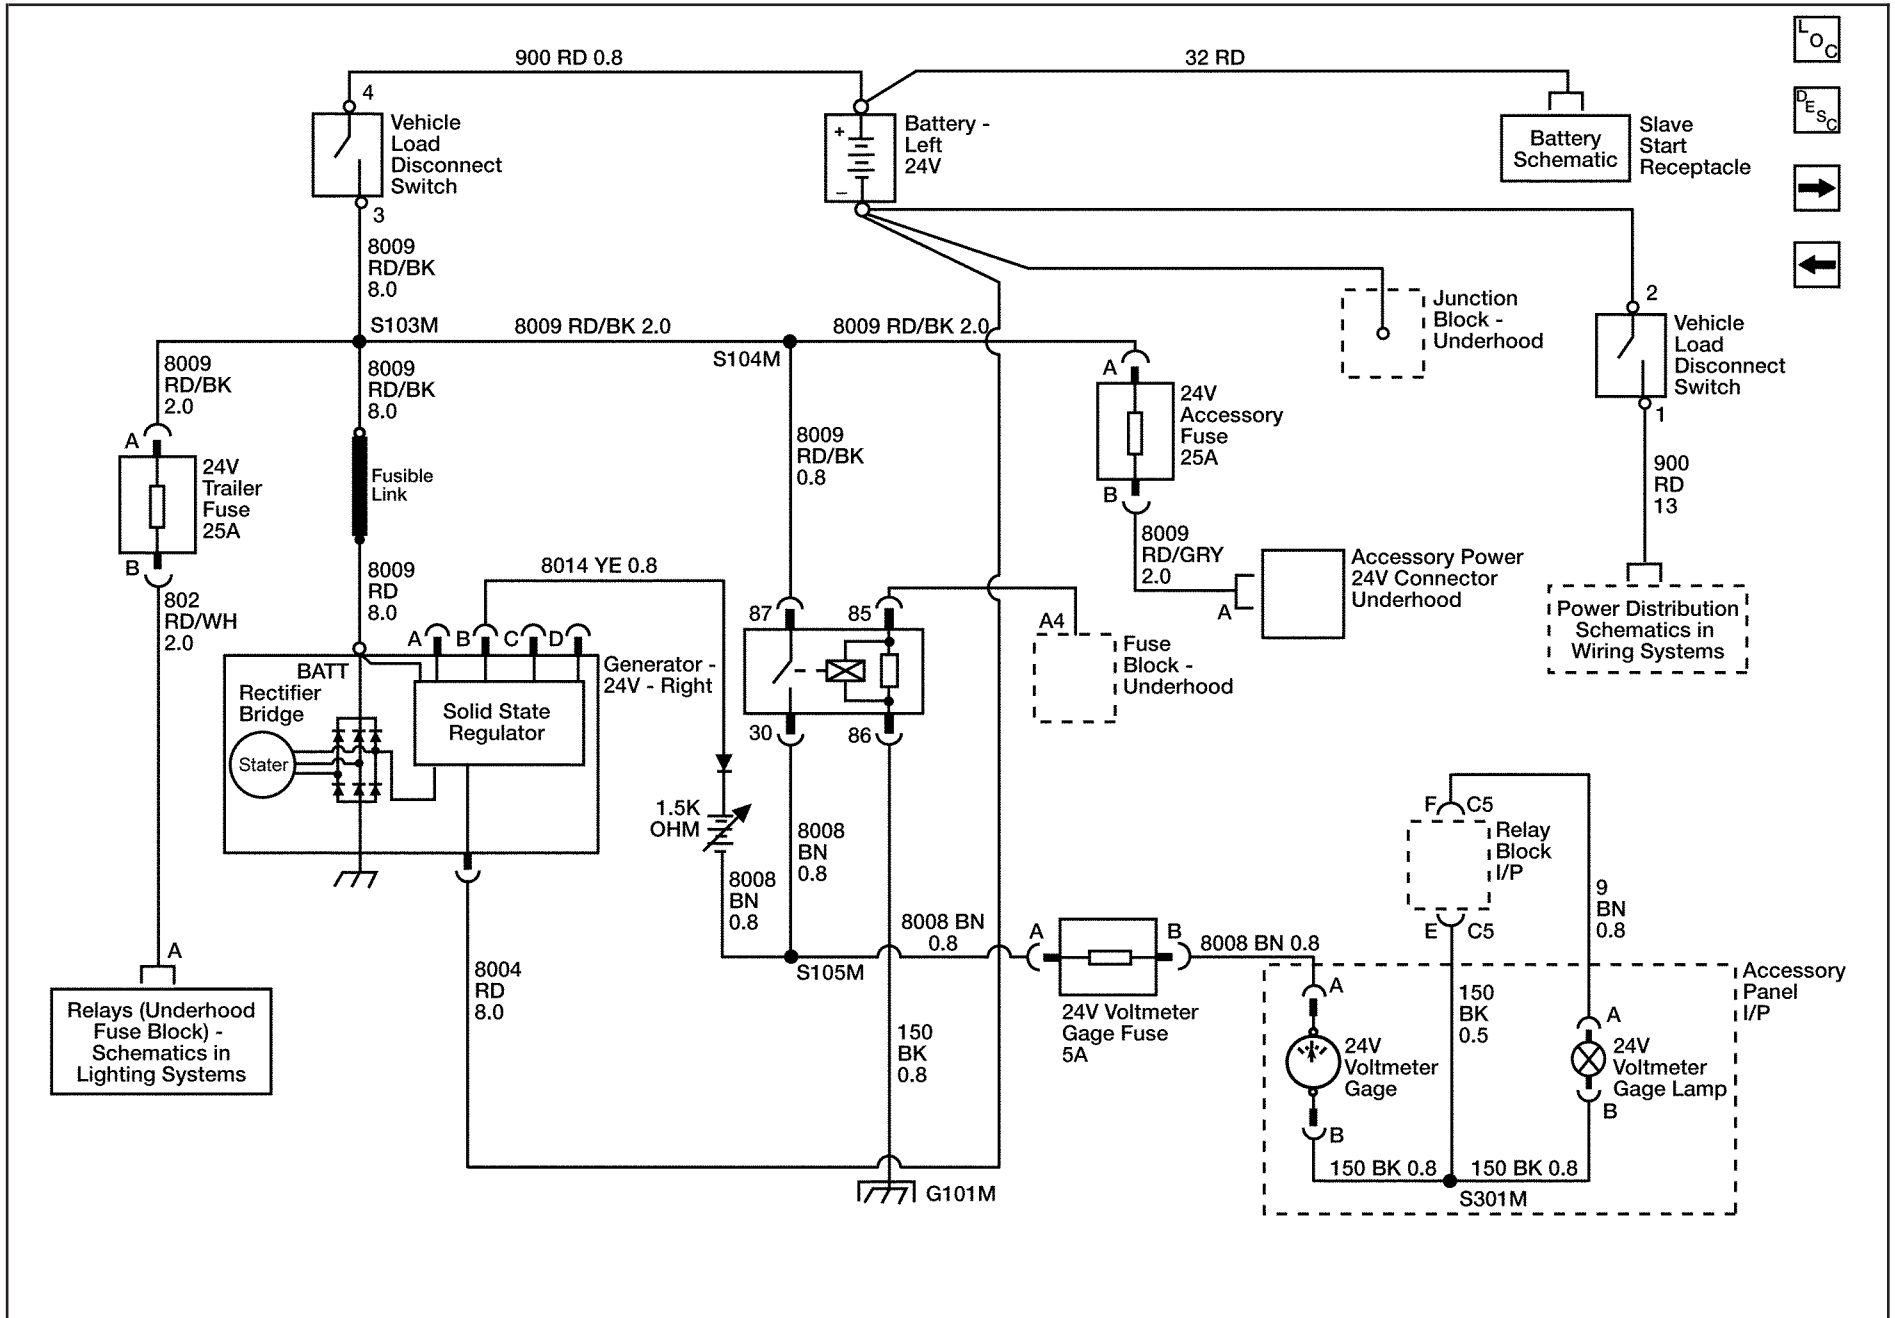 900 RD 0.8
32 RD
LOC
DESC
4
Vehicle
Load
Disconnect
Switch
3
+
–
Battery -
Left
24V
Battery
Schematic
Slave
Start
Receptacle
8009
RD/BK
8.0
S103M
8009 RD/BK 2.0
S104M
8009 RD/BK 2.0
Junction
Block -
Underhood
2
Vehicle
Load
Disconnect
Switch
1
8009
RD/BK
2.0
8009
RD/BK
8.0
A
24V
Trailer
Fuse
25A
B
Fusible
Link
8009
RD/BK
0.8
A
24V
Accessory
Fuse
25A
B
900
RD
13
8009
RD/GRY
2.0
A
Accessory Power
24V Connector
Underhood
Power Distribution
Schematics in
Wiring Systems
802
RD/WH
2.0
8009
RD
8.0
8014 YE 0.8
A
B
C
D
87
85
A4
Fuse
Block -
Underhood
BATT
Rectifier
Bridge
Stater
Solid State
Regulator
Generator -
24V - Right
30
86
1.5K
OHM
8008
BN
0.8
8008
BN
0.8
F
C5
Relay
Block
I/P
E
C5
9
BN
0.8
8008 BN
0.8
S105M
A
B
8008 BN 0.8
24V Voltmeter
Gage Fuse
5A
A
Relays (Underhood
Fuse Block) -
Schematics in
Lighting Systems
8004
RD
8.0
150
BK
0.8
Accessory
Panel
I/P
A
24V
Voltmeter
Gage
B
150
BK
0.5
A
24V
Voltmeter
Gage Lamp
B
150 BK 0.8
150 BK 0.8
S301M
G101M